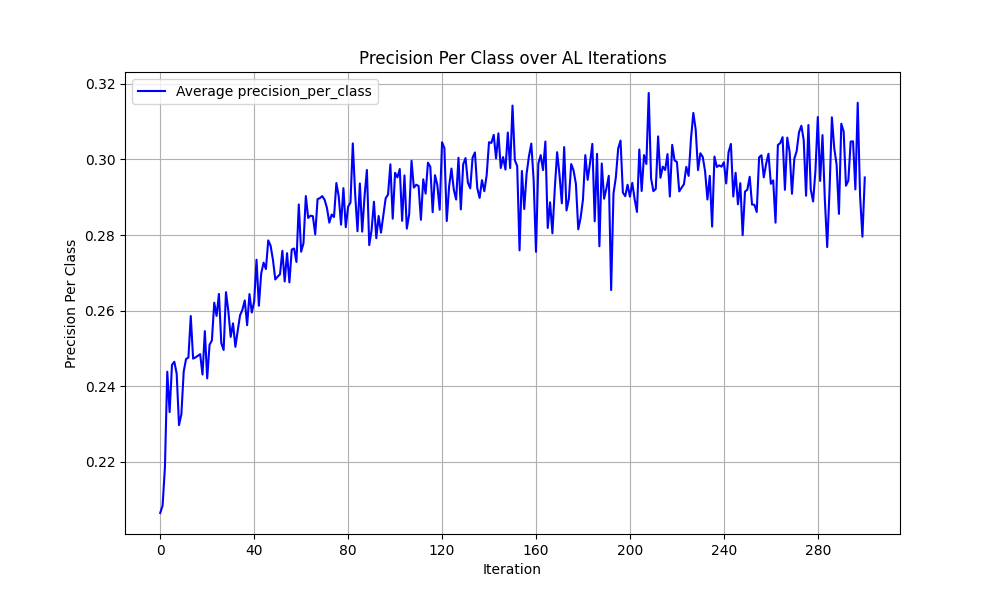 Precision Per Class over AL Iterations
Average precision_per_class
Precision Per Class
0.32
0.30
0.28
0.26
0.24
0.22
0 40 80 120 160 200 240 280
Iteration